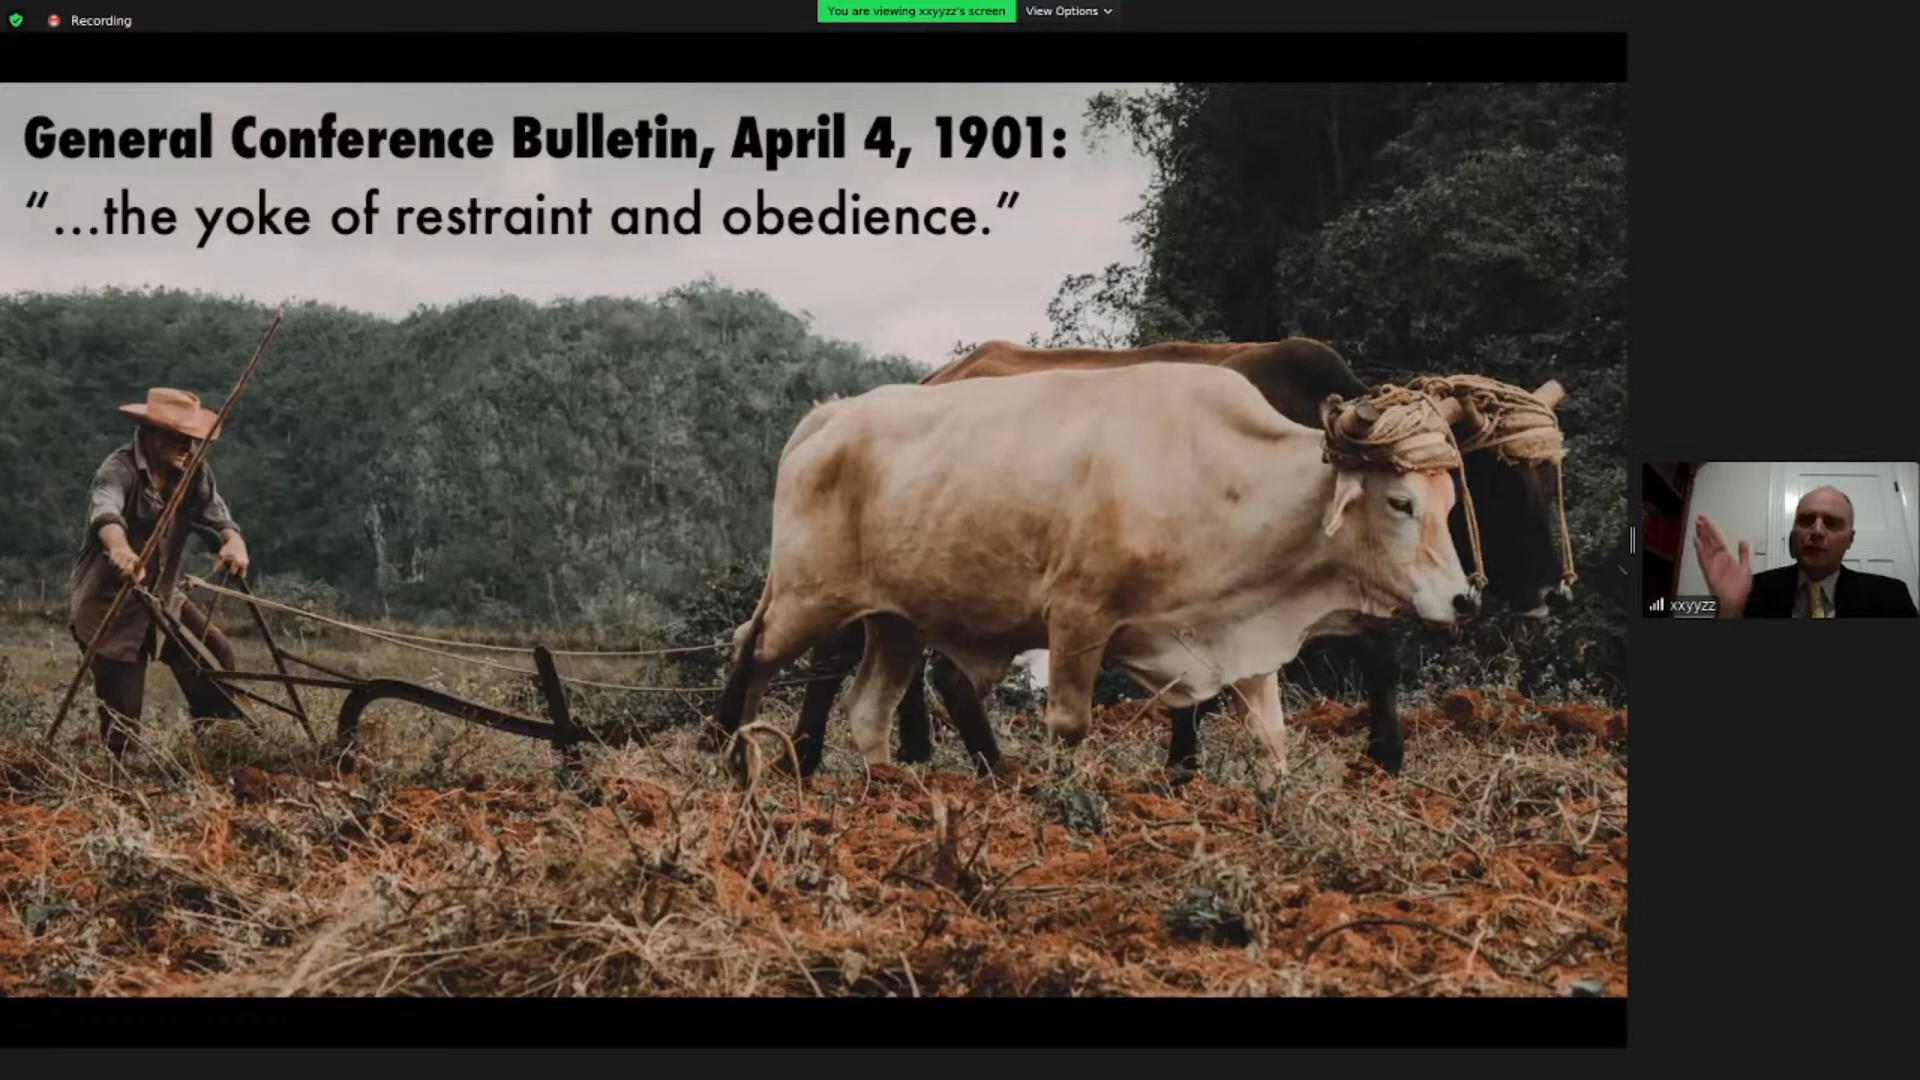 Recording
You are viewing xxyyzz's screen
View Options
General Conference Bulletin, April 4, 1901:
“...the yoke of restraint and obedience.”
xxyyzz